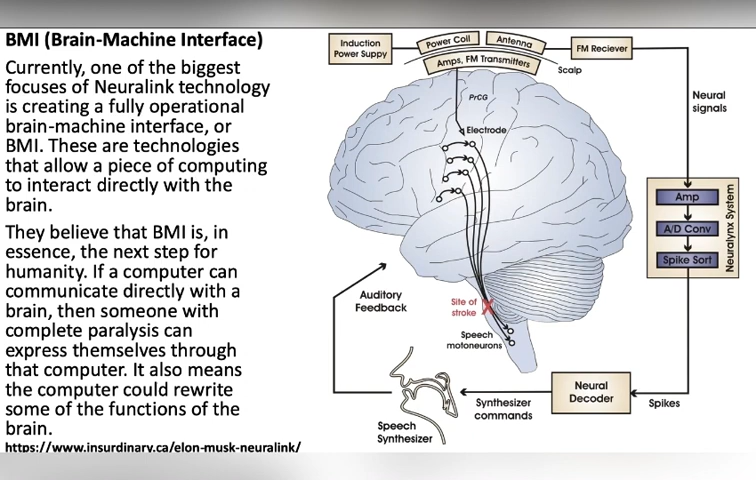 BMI (Brain-Machine Interface)
Currently, one of the biggest
focuses of Neuralink technology
is creating a fully operational
brain-machine interface, or
BMI. These are technologies
that allow a piece of computing
to interact directly with the
brain.
They believe that BMI is, in
essence, the next step for
humanity. If a computer can
communicate directly with a
brain, then someone with
complete paralysis can
express themselves through
that computer. It also means
the computer could rewrite
some of the functions of the
brain.
https://www.insurdinary.ca/elon-musk-neuralink/
Induction
Power Suppy
Power Coil
Antenna
FM Reciever
Amps, FM Transmitters
Scalp
PrCG
Electrode
Neural
signals
Amp
A/D Conv
Spike Sort
Neuralynx System
Auditory
Feedback
Site of
stroke
Speech
motoneurons
Neural
Decoder
Spikes
Synthesizer
commands
Speech
Synthesizer